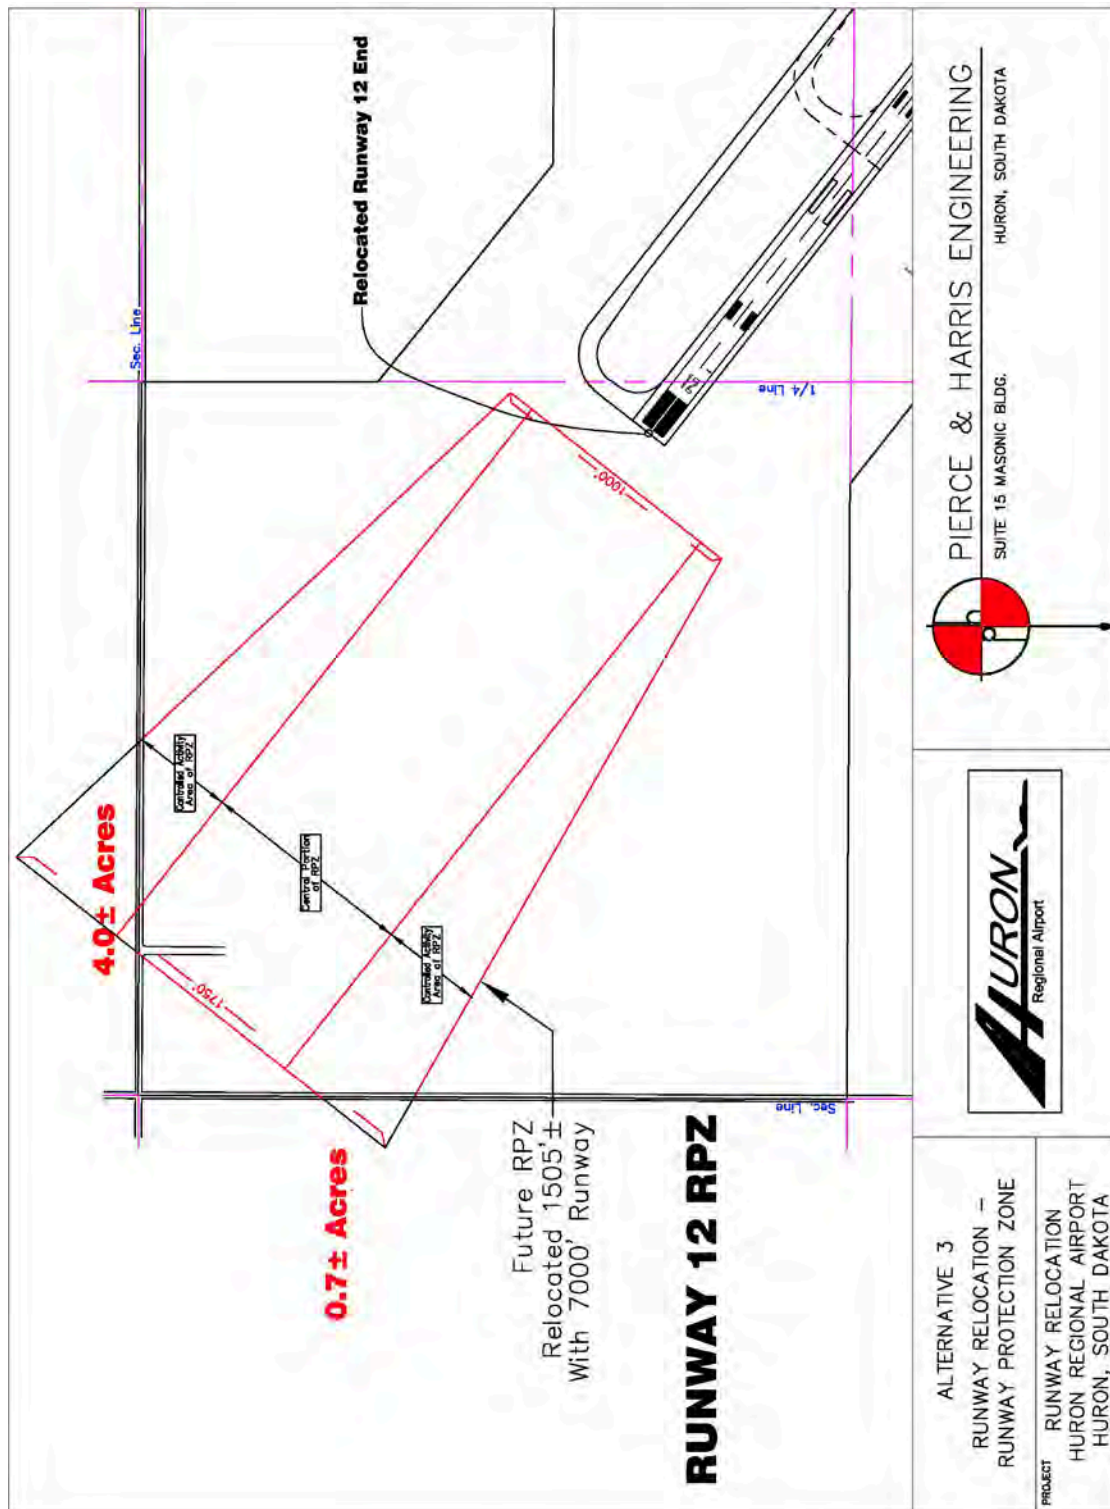 Relocated Runway 12 End
Sec. Line
1/4 Line
12
1000'
4.0± Acres
Controlled Activity
Area of RPZ
Central Portion
of RPZ
Controlled Activity
Area of RPZ
1750'
0.7± Acres
Future RPZ
Relocated 1505'±
With 7000' Runway
Sec. Line
RUNWAY 12 RPZ
ALTERNATIVE 3
RUNWAY RELOCATION –
RUNWAY PROTECTION ZONE
PROJECT
RUNWAY RELOCATION
HURON REGIONAL AIRPORT
HURON, SOUTH DAKOTA
HURON
Regional Airport
PIERCE & HARRIS ENGINEERING
SUITE 15 MASONIC BLDG.
HURON, SOUTH DAKOTA